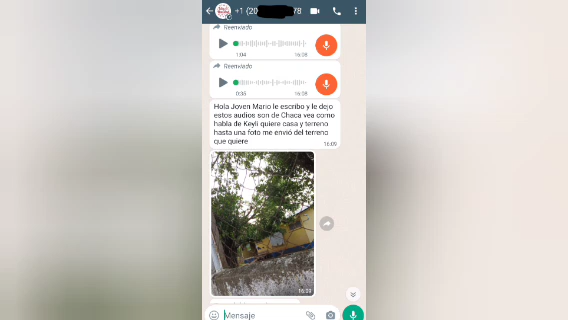 +1 (20 78
Reenviado
1:04 16:08
Reenviado
0:35 16:08
Hola Joven Mario le escribo y le dejo
estos audios son de Chaca vea como
habla de Keyli quiere casa y terreno
hasta una foto me envió del terreno
que quiere
16:09
16:09
Mensaje